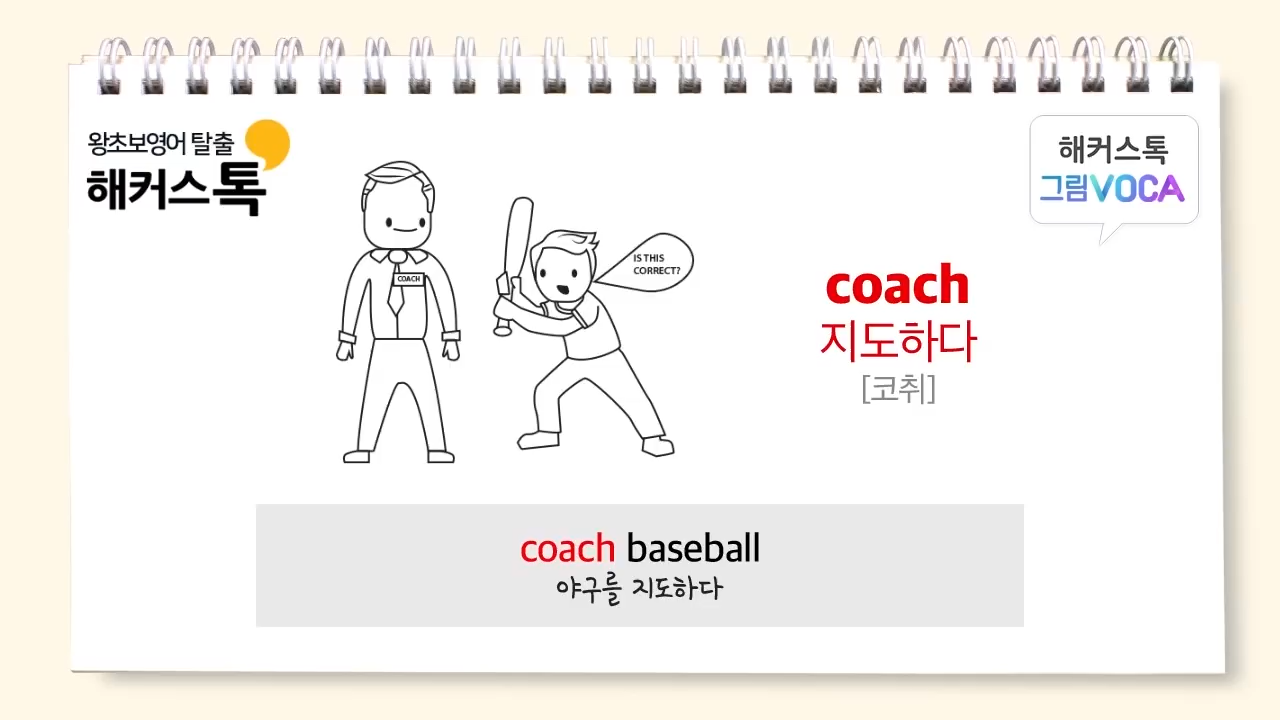 왕초보영어 탈출
해커스톡
해커스톡
그림VOCA
COACH
IS THIS
CORRECT?
coach
지도하다
[코취]
coach baseball
야구를 지도하다